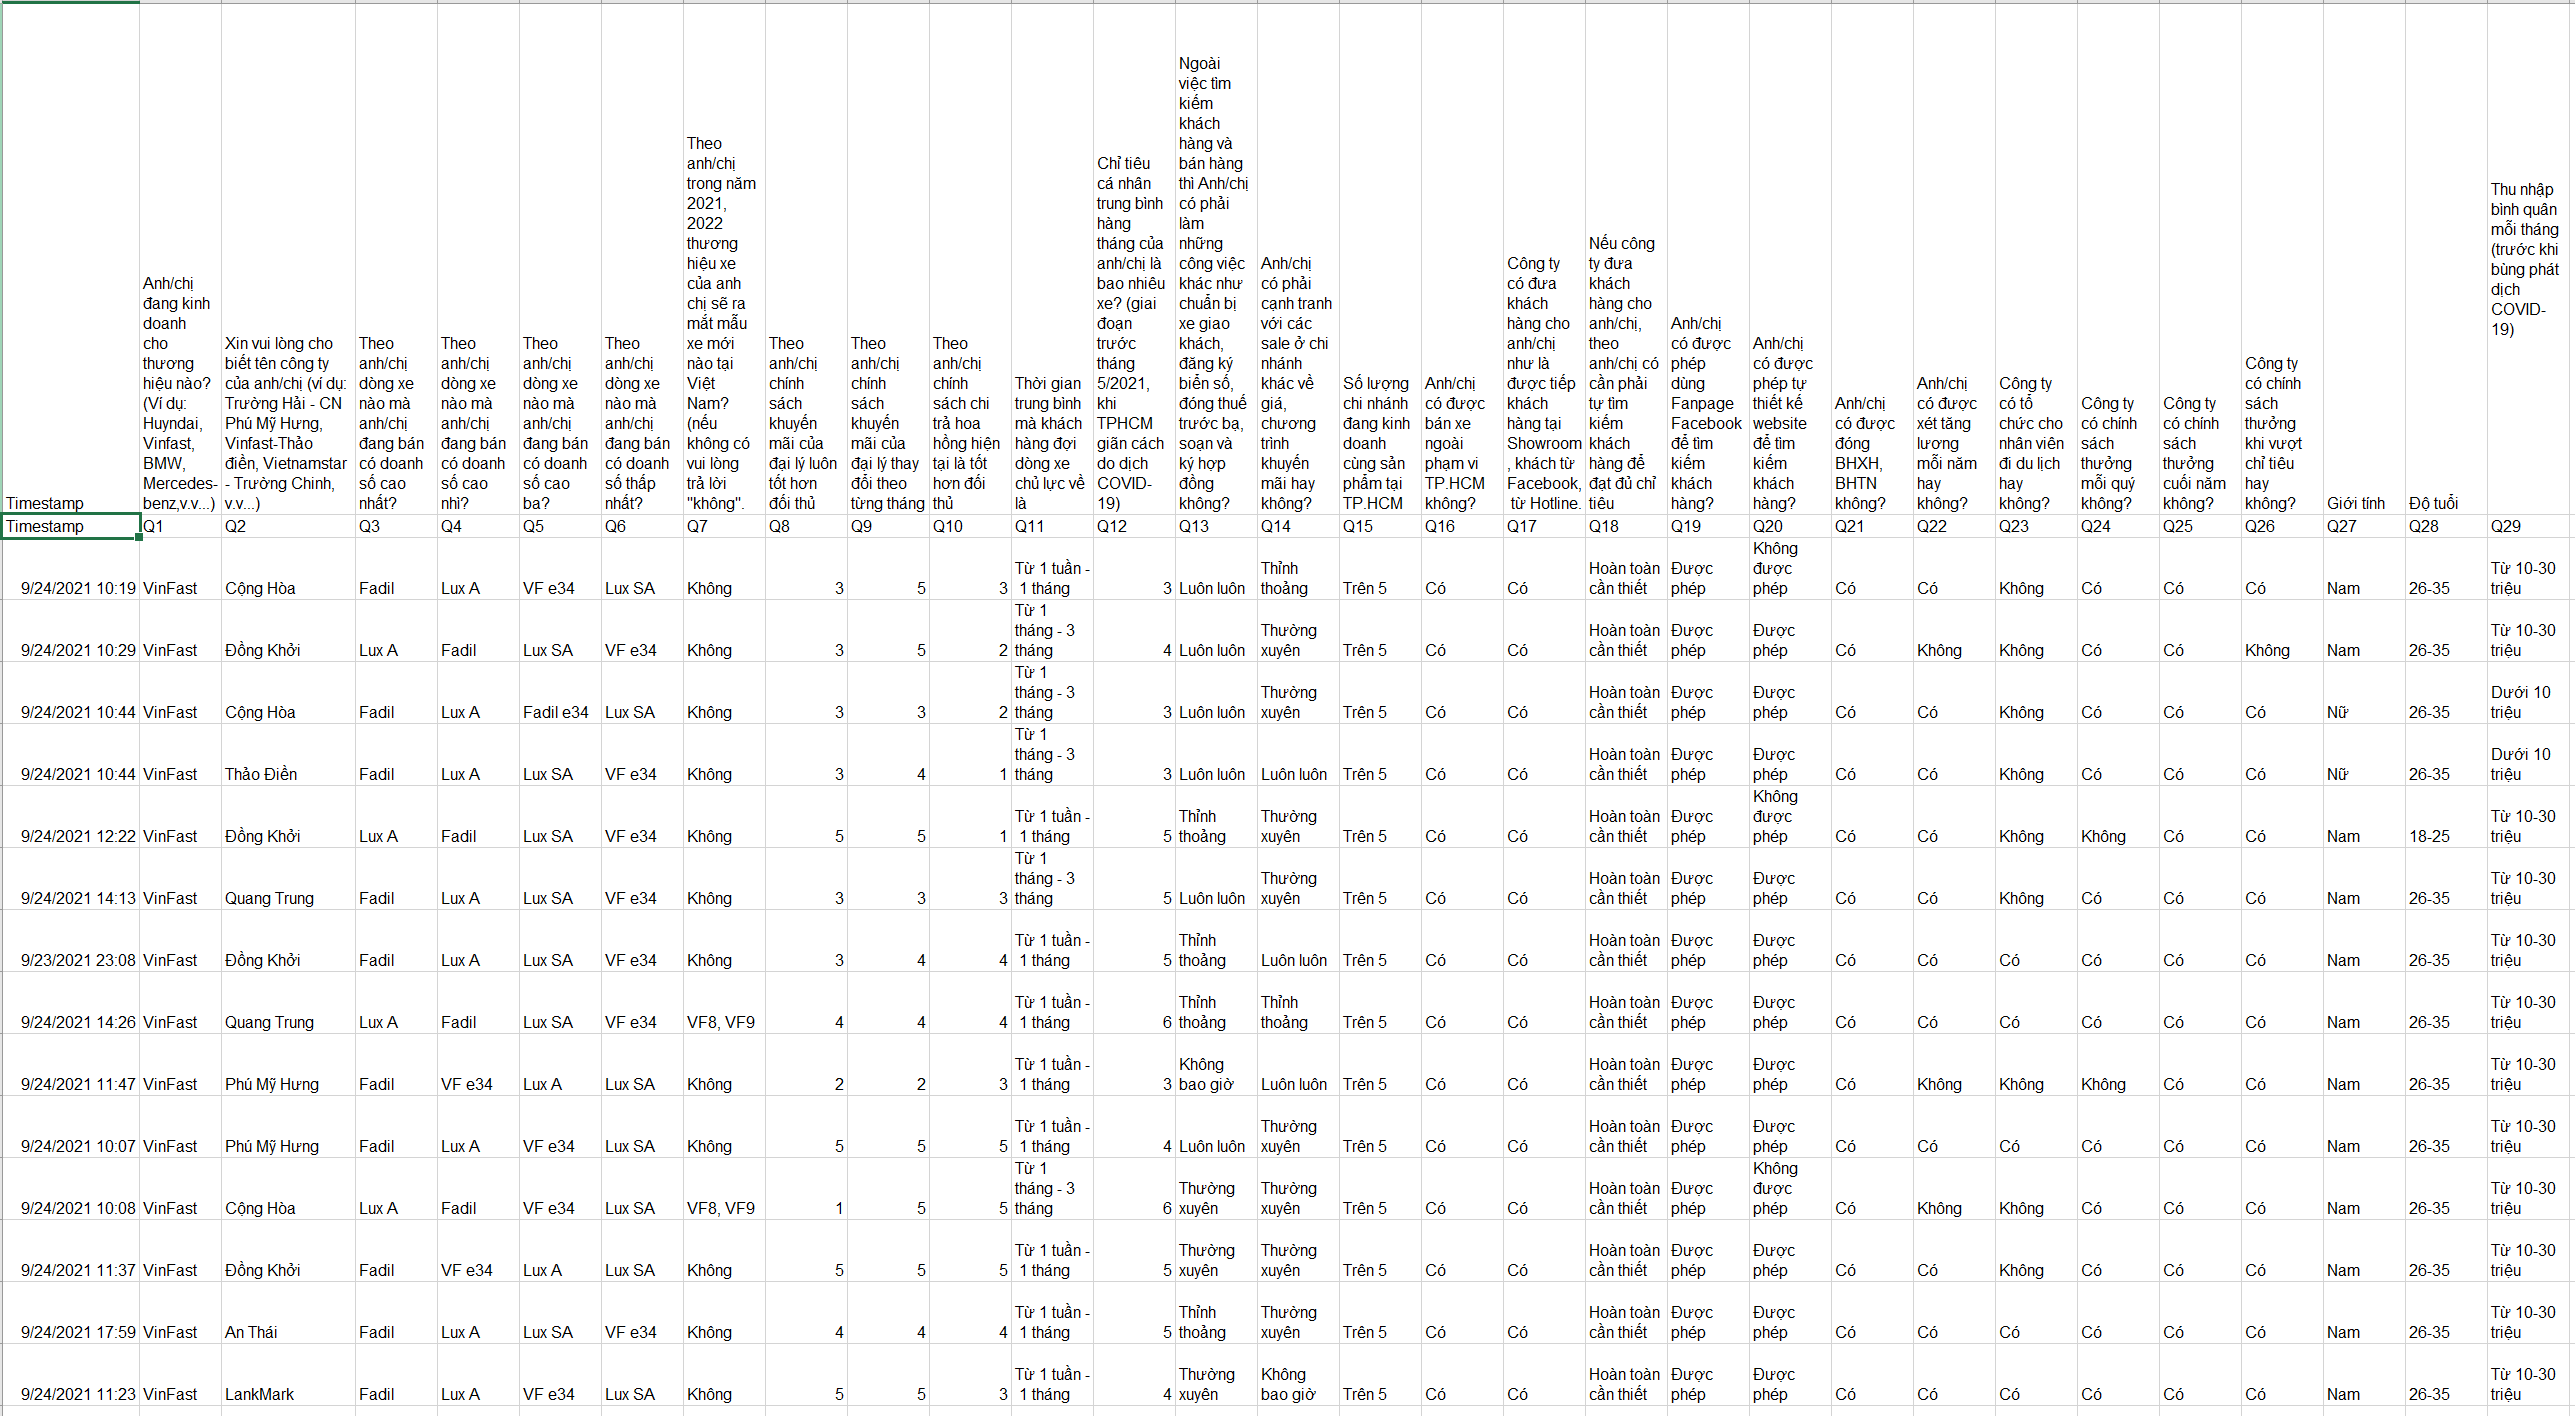 Timestamp
Anh/chị
đang kinh
doanh
cho
thương
hiệu nào?
(Ví dụ:
Huyndai,
Vinfast,
BMW,
Mercedes-
benz,v.v...)
Xin vui lòng cho
biết tên công ty
của anh/chị (ví dụ:
Trường Hải - CN
Phú Mỹ Hưng,
Vinfast-Thảo
điền, Vietnamstar
- Trường Chinh,
v.v...)
Theo
anh/chị
dòng xe
nào mà
anh/chị
đang bán
có doanh
số cao
nhất?
Theo
anh/chị
dòng xe
nào mà
anh/chị
đang bán
có doanh
số cao
nhì?
Theo
anh/chị
dòng xe
nào mà
anh/chị
đang bán
có doanh
số cao
ba?
Theo
anh/chị
dòng xe
nào mà
anh/chị
đang bán
có doanh
số thấp
nhất?
Theo
anh/chị
trong năm
2021,
2022
thương
hiệu xe
của anh
chị sẽ ra
mắt mẫu
xe mới
nào tại
Việt
Nam?
(nếu
không có
vui lòng
trả lời
"không".
Theo
anh/chị
chính
sách
khuyến
mãi của
đại lý luôn
tốt hơn
đối thủ
Theo
anh/chị
chính
sách
khuyến
mãi của
đại lý thay
đổi theo
từng tháng
Theo
anh/chị
chính
sách chi
trả hoa
hồng hiện
tại là tốt
hơn đối
thủ
Thời gian
trung bình
mà khách
hàng đợi
dòng xe
chủ lực về
là
Chỉ tiêu
cá nhân
trung bình
hàng
tháng của
anh/chị là
bao nhiêu
xe? (giai
đoạn
trước
tháng
5/2021,
khi
TPHCM
giãn cách
do dịch
COVID-
19)
Ngoài
việc tìm
kiếm
khách
hàng và
bán hàng
thì Anh/chị
có phải
làm
những
công việc
khác như
chuẩn bị
xe giao
khách,
đăng ký
biển số,
đóng thuế
trước bạ,
soạn và
ký hợp
đồng
không?
Anh/chị
có phải
cạnh tranh
với các
sale ở chi
nhánh
khác về
giá,
chương
trình
khuyến
mãi hay
không?
Số lượng
chi nhánh
đang kinh
doanh
cùng sản
phẩm tại
TP.HCM
Anh/chị
có được
bán xe
ngoài
phạm vi
TP.HCM
không?
Công ty
có đưa
khách
hàng cho
anh/chị
như là
được tiếp
khách
hàng tại
Showroom
, khách từ
Facebook,
từ Hotline.
Nếu công
ty đưa
khách
hàng cho
anh/chị,
theo
anh/chị có
cần phải
tự tìm
kiếm
khách
hàng để
đạt đủ chỉ
tiêu
Anh/chị
có được
phép
dùng
Fanpage
Facebook
để tìm
kiếm
khách
hàng?
Anh/chị
có được
phép tự
thiết kế
website
để tìm
kiếm
khách
hàng?
Anh/chị
có được
đóng
BHXH,
BHTN
không?
Anh/chị
có được
xét tăng
lương
mỗi năm
hay
không?
Công ty
có tổ
chức cho
nhân viên
đi du lịch
hay
không?
Công ty
có chính
sách
thưởng
mỗi quý
không?
Công ty
có chính
sách
thưởng
cuối năm
không?
Công ty
có chính
sách
thưởng
khi vượt
chỉ tiêu
hay
không?
Giới tính
Độ tuổi
Thu nhập
bình quân
mỗi tháng
(trước khi
bùng phát
dịch
COVID-
19)
Timestamp Q1 Q2 Q3 Q4 Q5 Q6 Q7 Q8 Q9 Q10 Q11 Q12 Q13 Q14 Q15 Q16 Q17 Q18 Q19 Q20 Q21 Q22 Q23 Q24 Q25 Q26 Q27 Q28 Q29
9/24/2021 10:19 VinFast Cộng Hòa Fadil Lux A VF e34 Lux SA Không 3 5 3 Từ 1 tuần - 1 tháng 3 Luôn luôn Thỉnh thoảng Trên 5 Có Có Hoàn toàn cần thiết Được phép Không được phép Có Có Không Có Có Có Nam 26-35 Từ 10-30 triệu
9/24/2021 10:29 VinFast Đồng Khởi Lux A Fadil Lux SA VF e34 Không 3 5 2 Từ 1 tháng - 3 tháng 4 Luôn luôn Thường xuyên Trên 5 Có Có Hoàn toàn cần thiết Được phép Được phép Có Không Không Có Có Không Nam 26-35 Từ 10-30 triệu
9/24/2021 10:44 VinFast Cộng Hòa Fadil Lux A Fadil e34 Lux SA Không 3 3 2 Từ 1 tháng - 3 tháng 3 Luôn luôn Thường xuyên Trên 5 Có Có Hoàn toàn cần thiết Được phép Được phép Có Có Không Có Có Có Nữ 26-35 Dưới 10 triệu
9/24/2021 10:44 VinFast Thảo Điền Fadil Lux A Lux SA VF e34 Không 3 4 1 Từ 1 tháng - 3 tháng 3 Luôn luôn Luôn luôn Trên 5 Có Có Hoàn toàn cần thiết Được phép Được phép Có Có Không Có Có Có Nữ 26-35 Dưới 10 triệu
9/24/2021 12:22 VinFast Đồng Khởi Lux A Fadil Lux SA VF e34 Không 5 5 1 Từ 1 tuần - 1 tháng 5 Thỉnh thoảng Thường xuyên Trên 5 Có Có Hoàn toàn cần thiết Được phép Không được phép Có Có Không Không Có Có Nam 18-25 Từ 10-30 triệu
9/24/2021 14:13 VinFast Quang Trung Fadil Lux A Lux SA VF e34 Không 3 3 3 Từ 1 tháng - 3 tháng 5 Luôn luôn Thường xuyên Trên 5 Có Có Hoàn toàn cần thiết Được phép Được phép Có Có Không Có Có Có Nam 26-35 Từ 10-30 triệu
9/23/2021 23:08 VinFast Đồng Khởi Fadil Lux A Lux SA VF e34 Không 3 4 4 Từ 1 tuần - 1 tháng 5 Thỉnh thoảng Luôn luôn Trên 5 Có Có Hoàn toàn cần thiết Được phép Được phép Có Có Có Có Có Có Nam 26-35 Từ 10-30 triệu
9/24/2021 14:26 VinFast Quang Trung Lux A Fadil Lux SA VF e34 VF8, VF9 4 4 4 Từ 1 tuần - 1 tháng 6 Thỉnh thoảng Thỉnh thoảng Trên 5 Có Có Hoàn toàn cần thiết Được phép Được phép Có Có Có Có Có Có Nam 26-35 Từ 10-30 triệu
9/24/2021 11:47 VinFast Phú Mỹ Hưng Fadil VF e34 Lux A Lux SA Không 2 2 3 Từ 1 tuần - 1 tháng 3 Không bao giờ Luôn luôn Trên 5 Có Có Hoàn toàn cần thiết Được phép Được phép Có Không Không Không Có Có Nam 26-35 Từ 10-30 triệu
9/24/2021 10:07 VinFast Phú Mỹ Hưng Fadil Lux A VF e34 Lux SA Không 5 5 5 Từ 1 tuần - 1 tháng 4 Luôn luôn Thường xuyên Trên 5 Có Có Hoàn toàn cần thiết Được phép Được phép Có Có Có Có Có Có Nam 26-35 Từ 10-30 triệu
9/24/2021 10:08 VinFast Cộng Hòa Lux A Fadil VF e34 Lux SA VF8, VF9 1 5 5 Từ 1 tháng - 3 tháng 6 Thường xuyên Thường xuyên Trên 5 Có Có Hoàn toàn cần thiết Được phép Không được phép Có Không Không Có Có Có Nam 26-35 Từ 10-30 triệu
9/24/2021 11:37 VinFast Đồng Khởi Fadil VF e34 Lux A Lux SA Không 5 5 5 Từ 1 tuần - 1 tháng 5 Thường xuyên Thường xuyên Trên 5 Có Có Hoàn toàn cần thiết Được phép Được phép Có Có Không Có Có Có Nam 26-35 Từ 10-30 triệu
9/24/2021 17:59 VinFast An Thái Fadil Lux A Lux SA VF e34 Không 4 4 4 Từ 1 tuần - 1 tháng 5 Thỉnh thoảng Thường xuyên Trên 5 Có Có Hoàn toàn cần thiết Được phép Được phép Có Có Có Có Có Có Nam 26-35 Từ 10-30 triệu
9/24/2021 11:23 VinFast LankMark Fadil Lux A VF e34 Lux SA Không 5 5 3 Từ 1 tuần - 1 tháng 4 Thường xuyên Không bao giờ Trên 5 Có Có Hoàn toàn cần thiết Được phép Được phép Có Có Có Có Có Có Nam 26-35 Từ 10-30 triệu